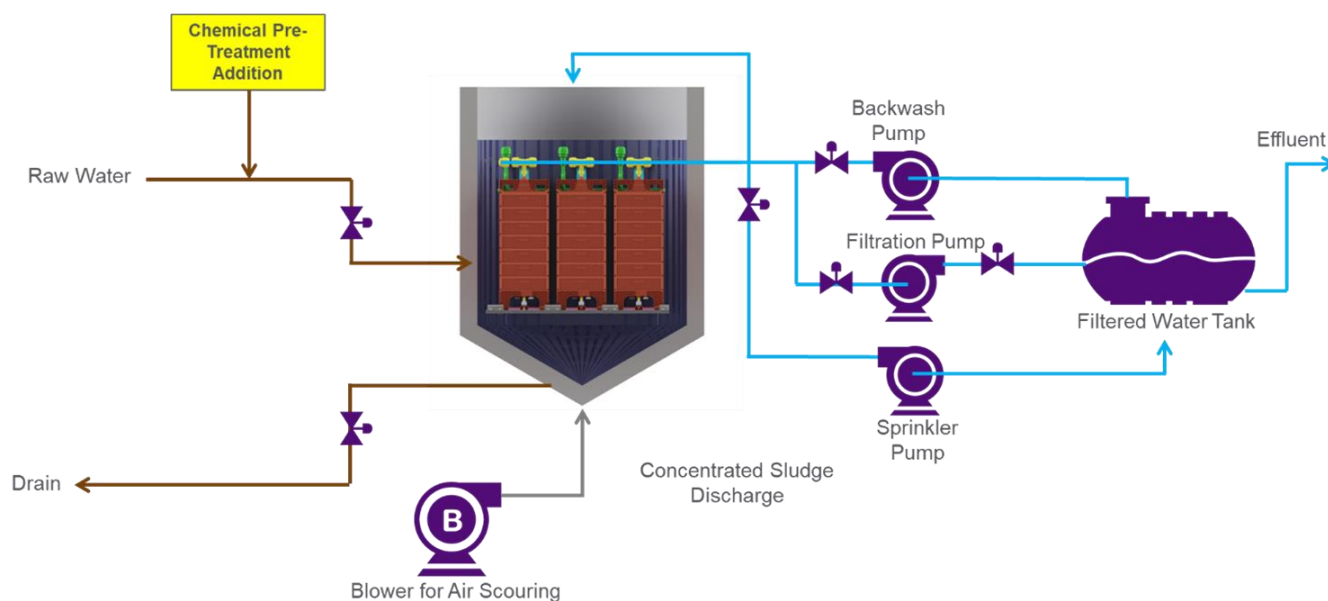 Chemical Pre-
Treatment
Addition
Raw Water
Backwash
Pump
Effluent
Filtration Pump
Filtered Water Tank
Sprinkler
Pump
Concentrated Sludge
Discharge
Drain
B
Blower for Air Scouring